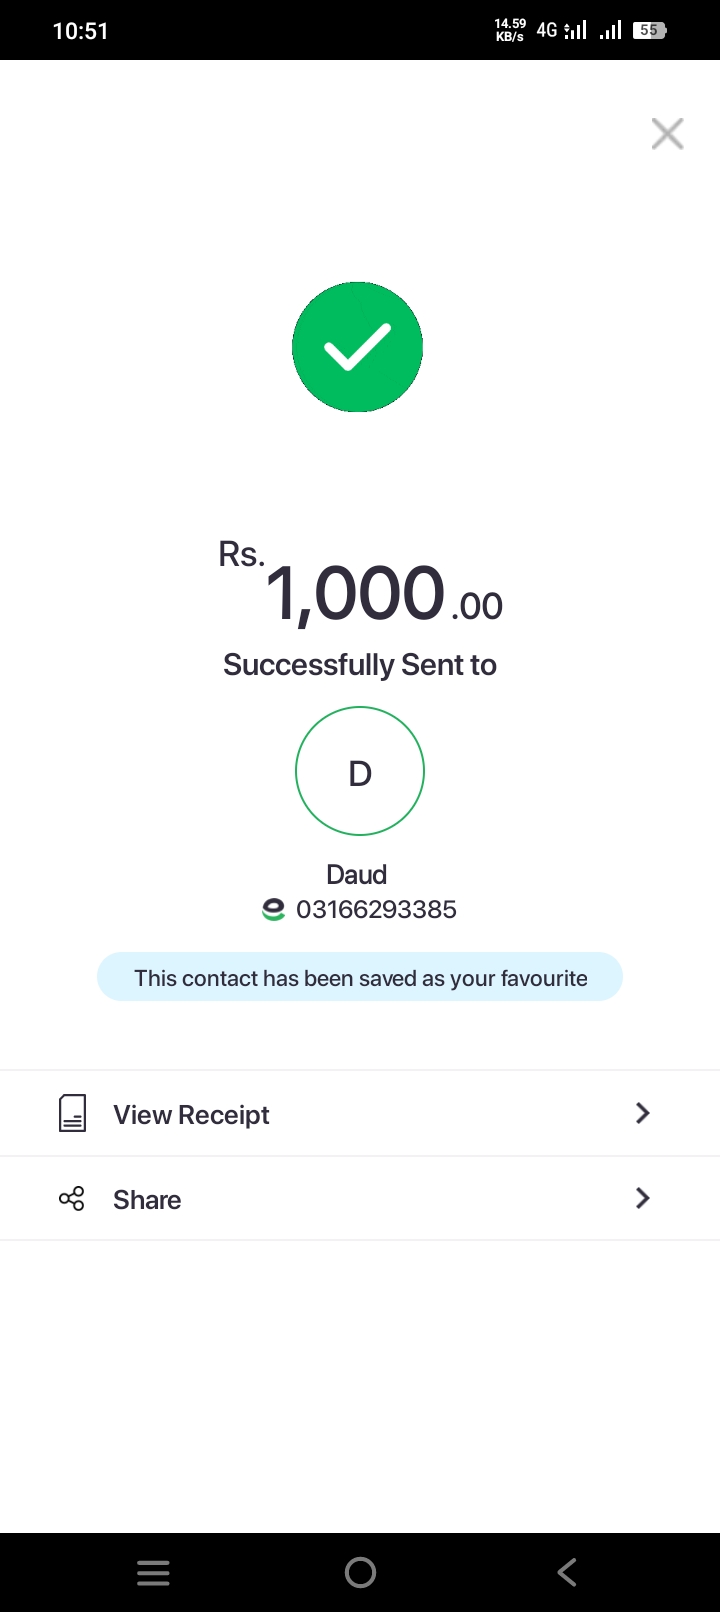 10:51
14.59 KB/s 4G 55
Rs. 1,000.00
Successfully Sent to
D
Daud
03166293385
This contact has been saved as your favourite
View Receipt
Share